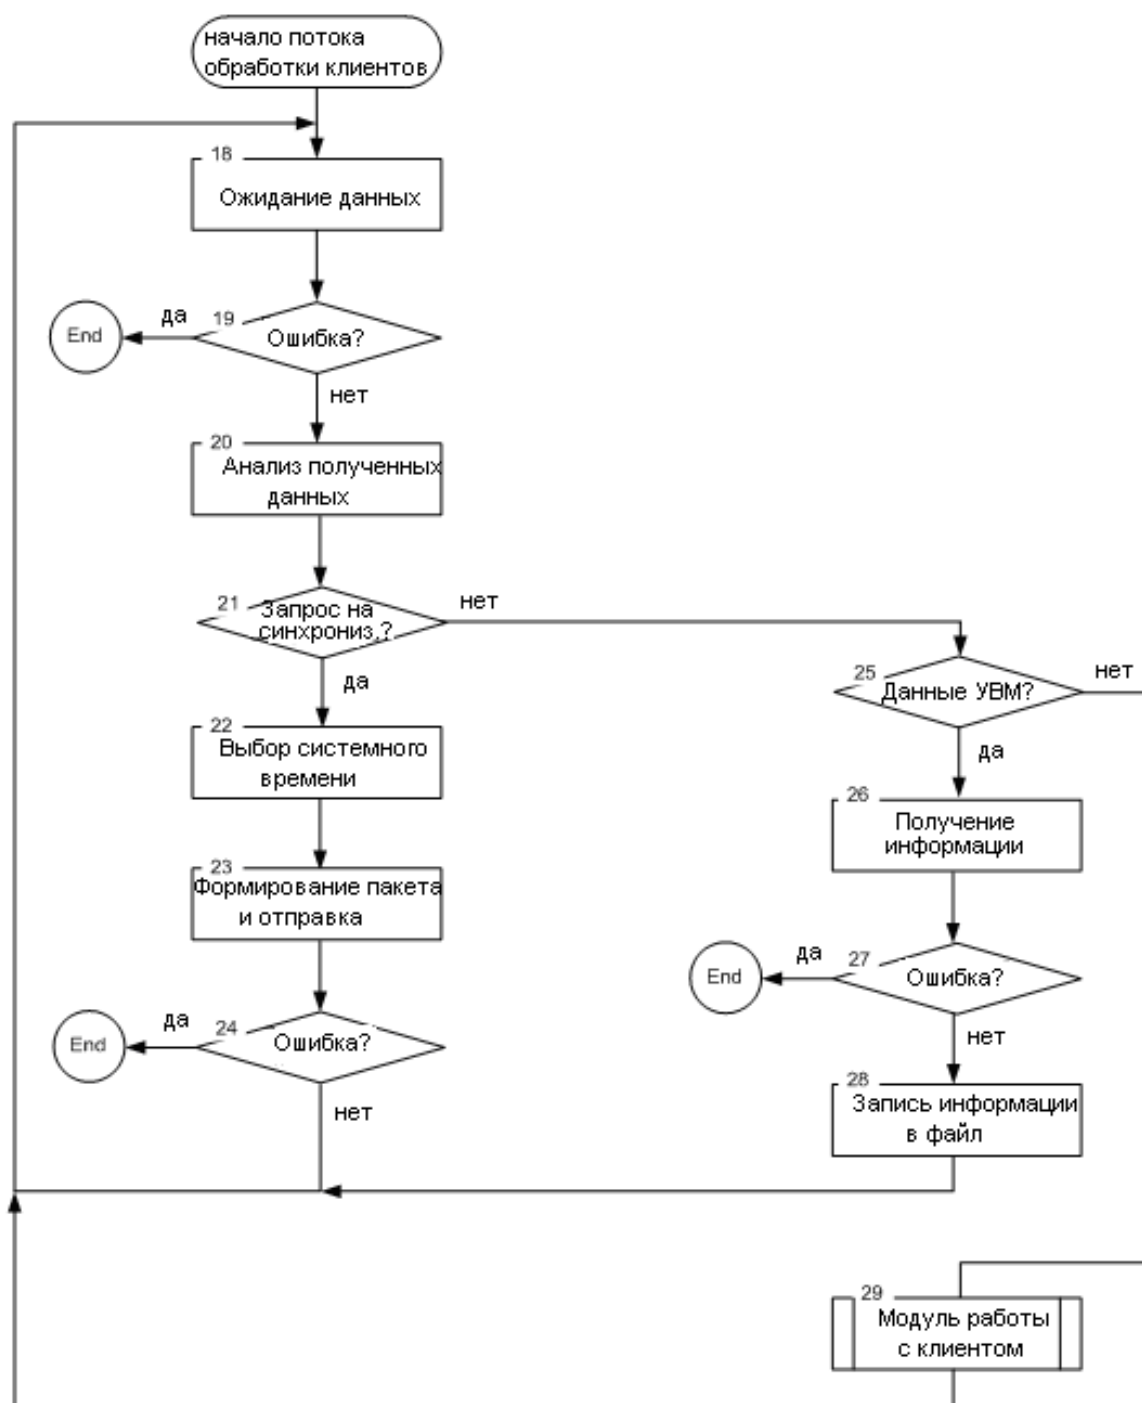 начало потока
обработки клиентов
18
Ожидание данных
да
19
End
Ошибка?
нет
20
Анализ полученных
данных
21
Запрос на
синхрониз.?
нет
да
25
Данные УВМ?
нет
да
22
Выбор системного
времени
26
Получение
информации
23
Формирование пакета
и отправка
да
27
End
Ошибка?
нет
да
24
End
Ошибка?
нет
28
Запись информации
в файл
29
Модуль работы
с клиентом